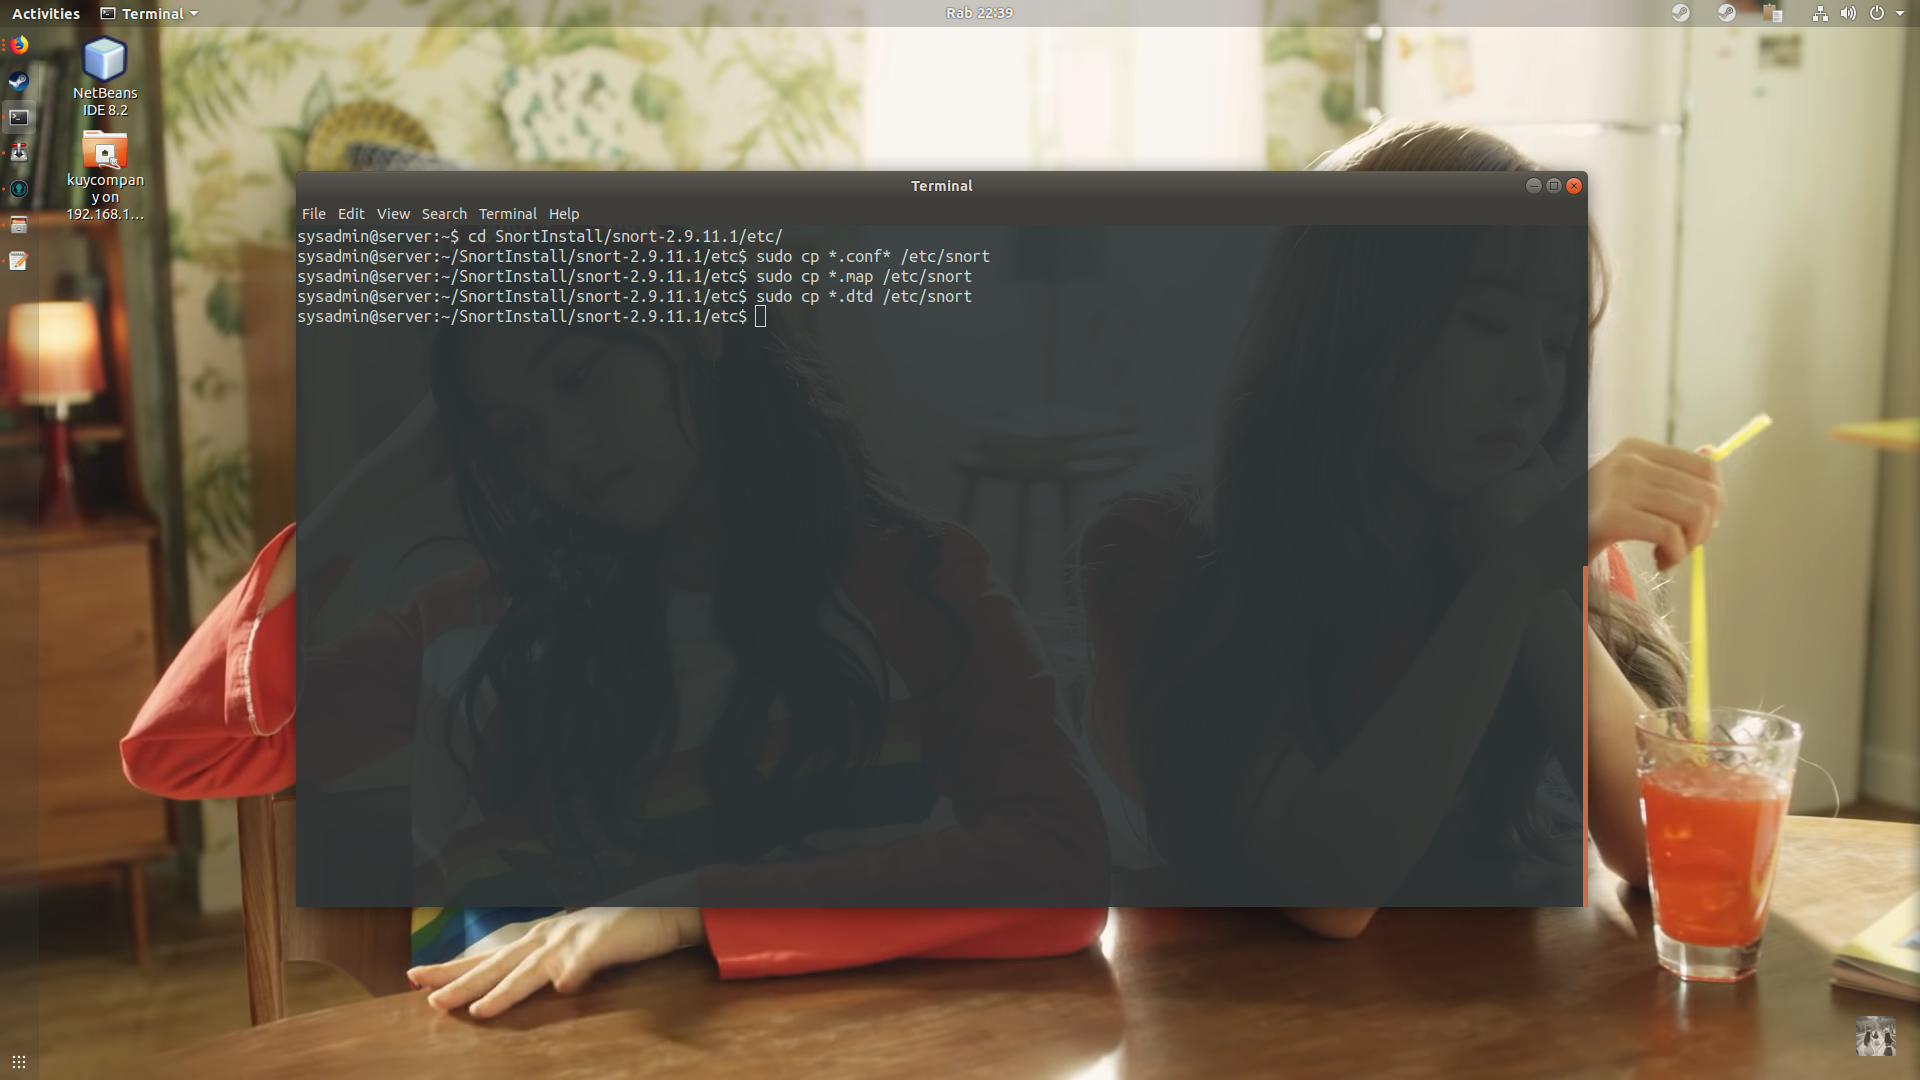 Activities
Terminal
Rab 22:39
NetBeans
IDE 8.2
kuycompan
y on
192.168.1…
Terminal
File Edit View Search Terminal Help
sysadmin@server:~$ cd SnortInstall/snort-2.9.11.1/etc/
sysadmin@server:~/SnortInstall/snort-2.9.11.1/etc$ sudo cp *.conf* /etc/snort
sysadmin@server:~/SnortInstall/snort-2.9.11.1/etc$ sudo cp *.map /etc/snort
sysadmin@server:~/SnortInstall/snort-2.9.11.1/etc$ sudo cp *.dtd /etc/snort
sysadmin@server:~/SnortInstall/snort-2.9.11.1/etc$